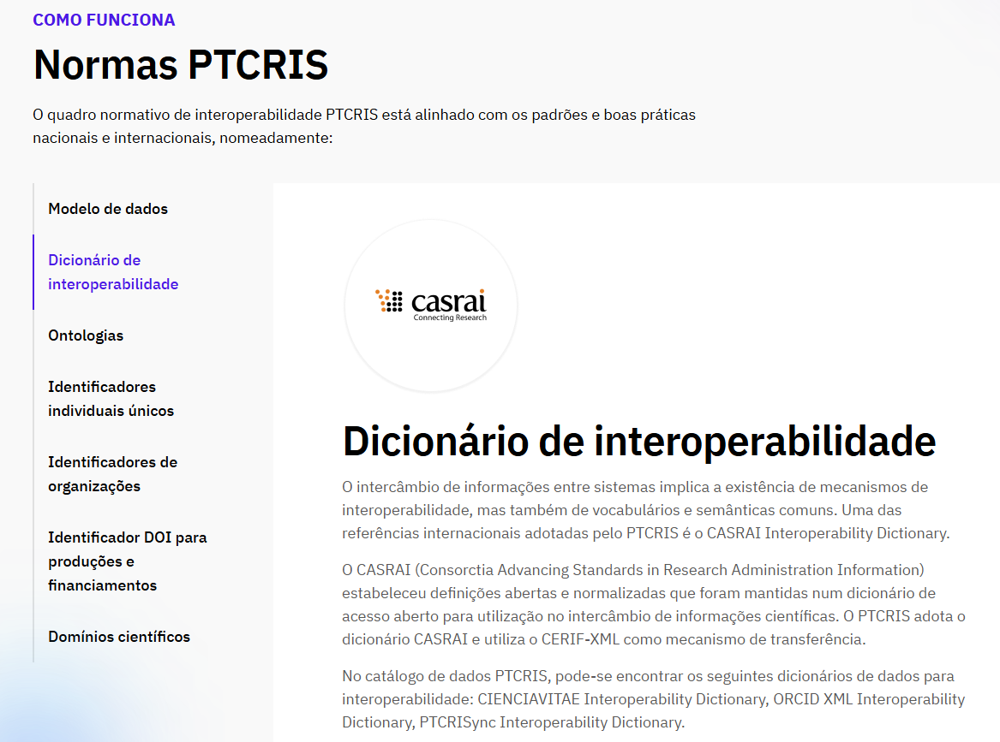 COMO FUNCIONA
Normas PTCRIS
O quadro normativo de interoperabilidade PTCRIS está alinhado com os padrões e boas práticas
nacionais e internacionais, nomeadamente:
Modelo de dados
Dicionário de
interoperabilidade
Ontologias
Identificadores
individuais únicos
Identificadores de
organizações
Identificador DOI para
produções e
financiamentos
Domínios científicos
casrai
Connecting Research
Dicionário de interoperabilidade
O intercâmbio de informações entre sistemas implica a existência de mecanismos de
interoperabilidade, mas também de vocabulários e semânticas comuns. Uma das
referências internacionais adotadas pelo PTCRIS é o CASRAI Interoperability Dictionary.
O CASRAI (Consorctia Advancing Standards in Research Administration Information)
estabeleceu definições abertas e normalizadas que foram mantidas num dicionário de
acesso aberto para utilização no intercâmbio de informações científicas. O PTCRIS adota o
dicionário CASRAI e utiliza o CERIF-XML como mecanismo de transferência.
No catálogo de dados PTCRIS, pode-se encontrar os seguintes dicionários de dados para
interoperabilidade: CIENCIAVITAE Interoperability Dictionary, ORCID XML Interoperability
Dictionary, PTCRISync Interoperability Dictionary.